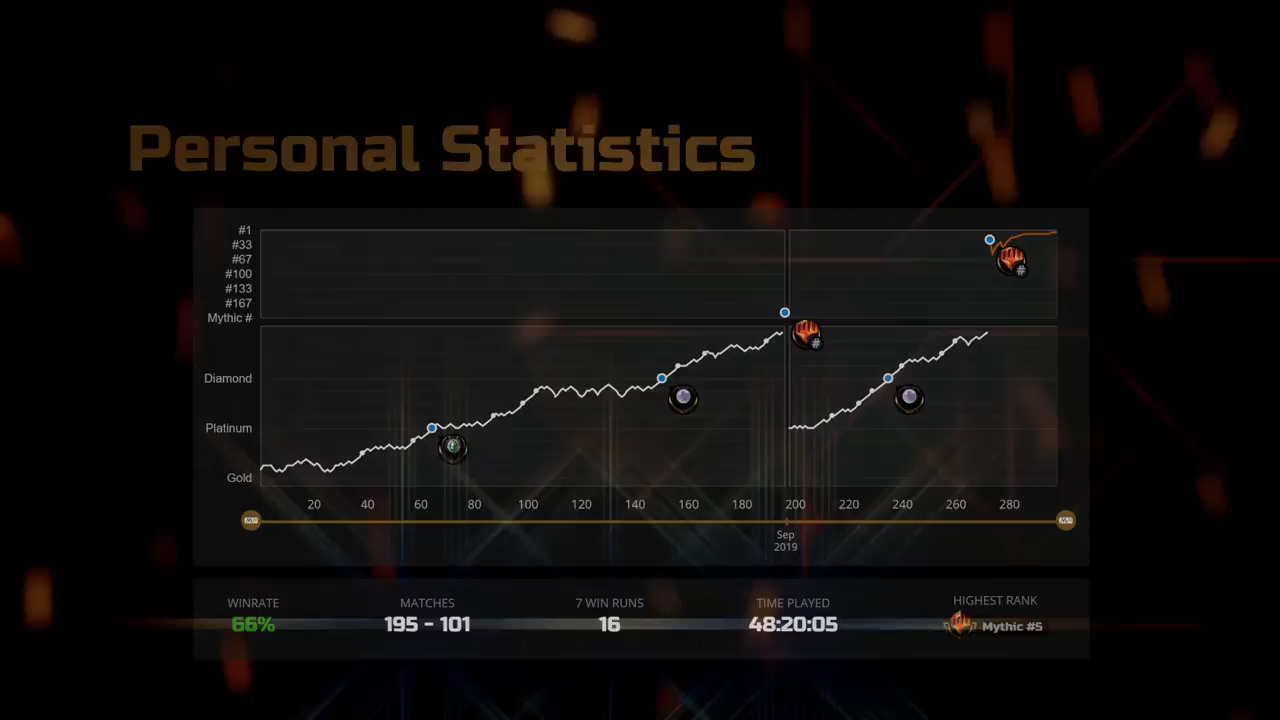 Personal Statistics
#1
#33
#67
#100
#133
#167
Mythic #
#
#
Diamond
Platinum
Gold
20 40 60 80 100 120 140 160 180 200 220 240 260 280
Sep
2019
WINRATE MATCHES 7 WIN RUNS TIME PLAYED HIGHEST RANK
66% 195 - 101 16 48:20:05 Mythic #5